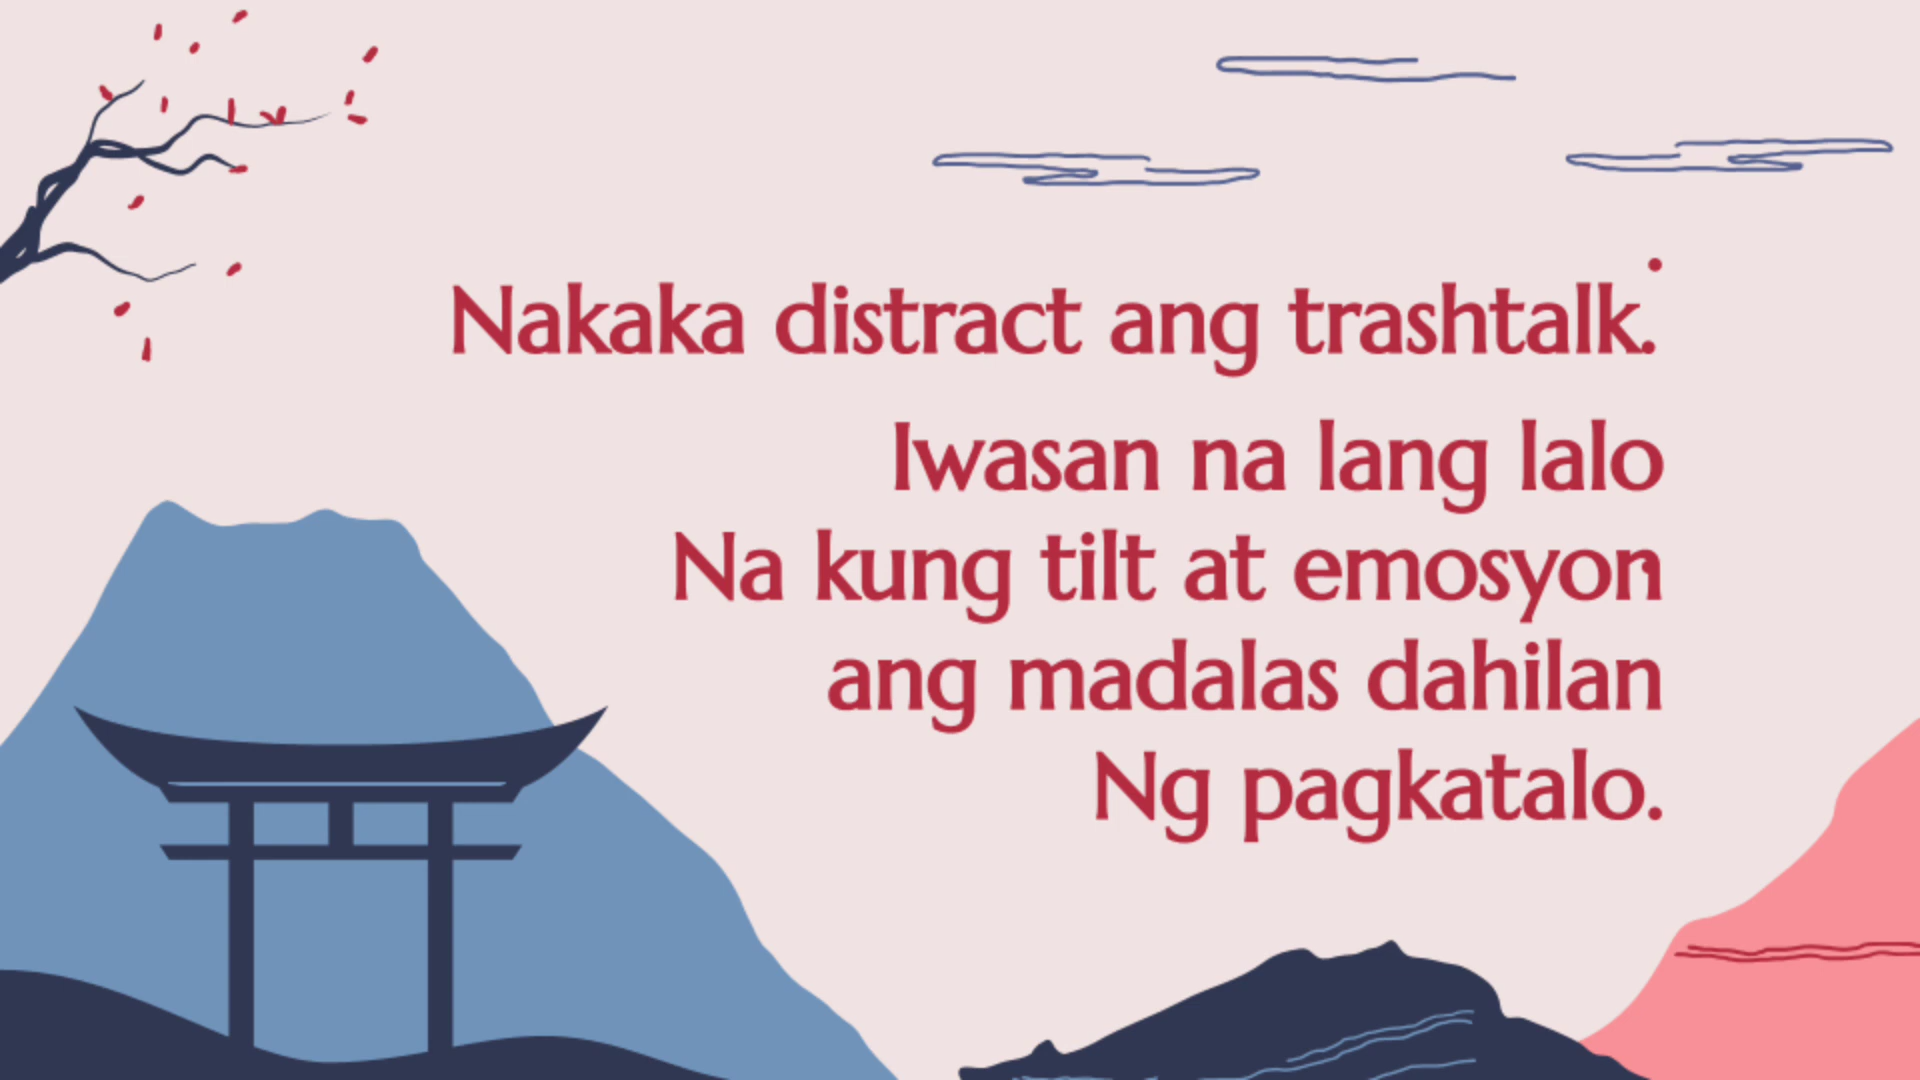 Nakaka distract ang trashtalk.
Iwasan na lang lalo
Na kung tilt at emosyon
ang madalas dahilan
Ng pagkatalo.